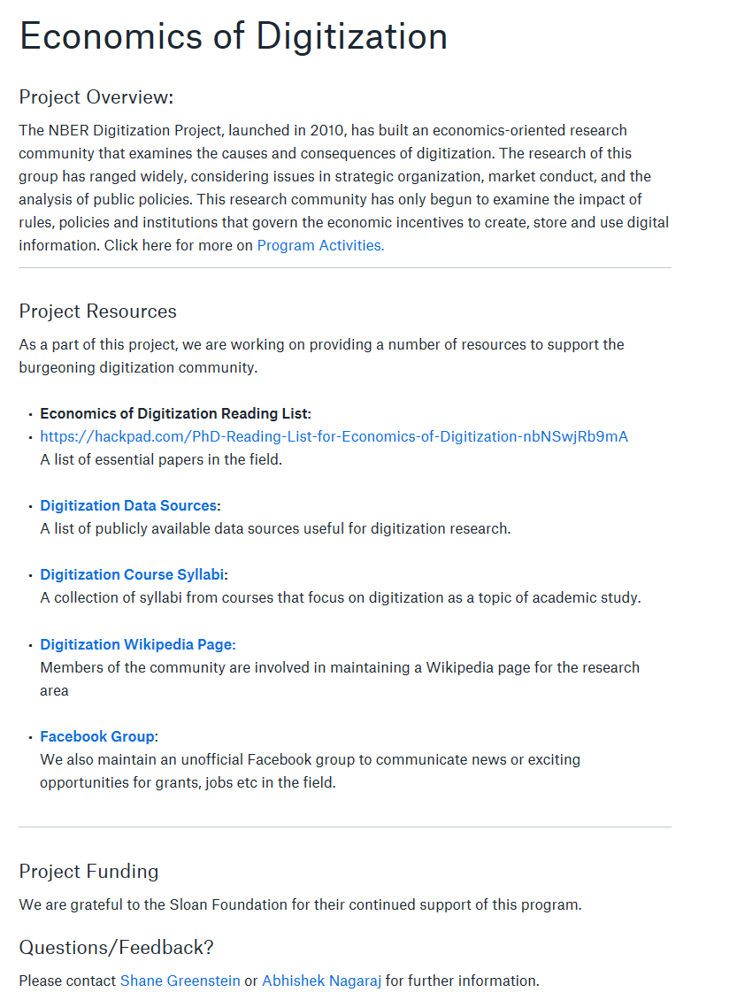 Economics of Digitization
Project Overview:
The NBER Digitization Project, launched in 2010, has built an economics-oriented research
community that examines the causes and consequences of digitization. The research of this
group has ranged widely, considering issues in strategic organization, market conduct, and the
analysis of public policies. This research community has only begun to examine the impact of
rules, policies and institutions that govern the economic incentives to create, store and use digital
information. Click here for more on Program Activities.
Project Resources
As a part of this project, we are working on providing a number of resources to support the
burgeoning digitization community.
• Economics of Digitization Reading List:
• https://hackpad.com/PhD-Reading-List-for-Economics-of-Digitization-nbNSwjRb9mA
A list of essential papers in the field.
• Digitization Data Sources:
A list of publicly available data sources useful for digitization research.
• Digitization Course Syllabi:
A collection of syllabi from courses that focus on digitization as a topic of academic study.
• Digitization Wikipedia Page:
Members of the community are involved in maintaining a Wikipedia page for the research
area
• Facebook Group:
We also maintain an unofficial Facebook group to communicate news or exciting
opportunities for grants, jobs etc in the field.
Project Funding
We are grateful to the Sloan Foundation for their continued support of this program.
Questions/Feedback?
Please contact Shane Greenstein or Abhishek Nagaraj for further information.